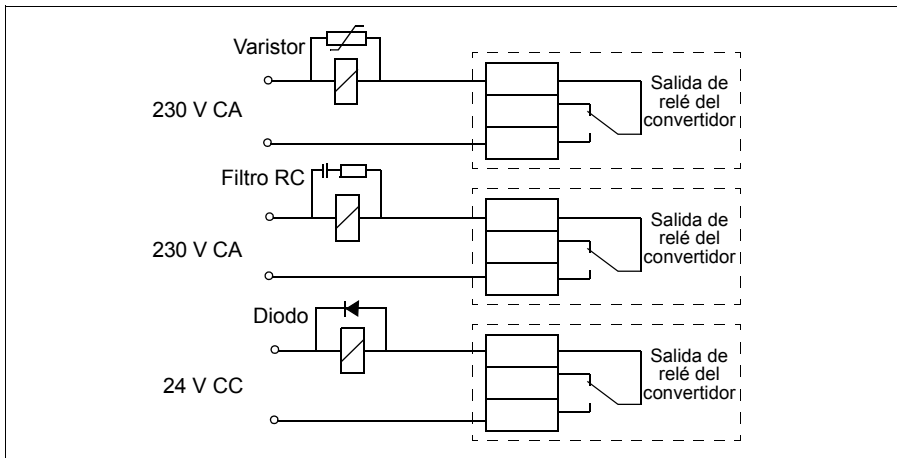 Varistor
230 V CA
Salida de
relé del
convertidor
Filtro RC
230 V CA
Salida de
relé del
convertidor
Diodo
24 V CC
Salida de
relé del
convertidor